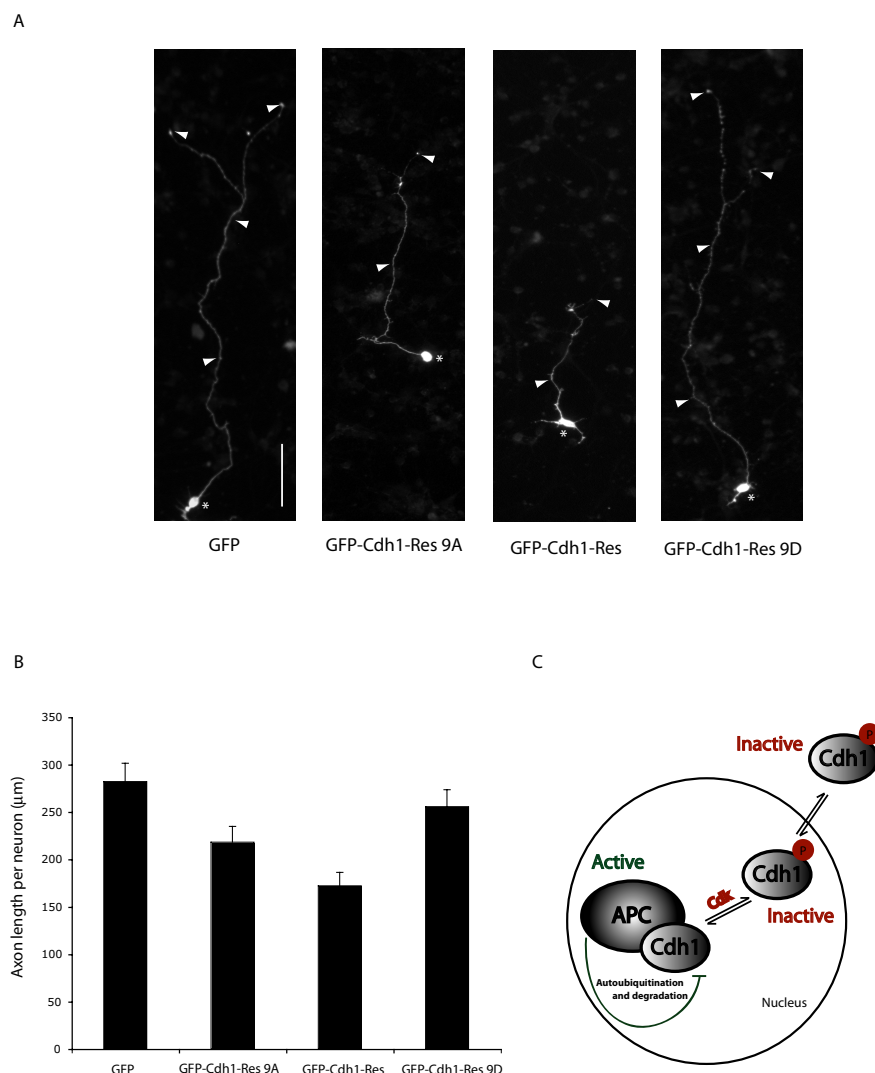 A
*
*
*
*
GFP
GFP-Cdh1-Res 9A
GFP-Cdh1-Res
GFP-Cdh1-Res 9D
B
C
Axon length per neuron (µm)
350
300
250
200
150
100
50
0
GFP
GFP-Cdh1-Res 9A
GFP-Cdh1-Res
GFP-Cdh1-Res 9D
Inactive
P
Cdh1
Active
P
Cdh1
Cdk
Inactive
APC
Cdh1
Autoubiquitination
and degradation
Nucleus